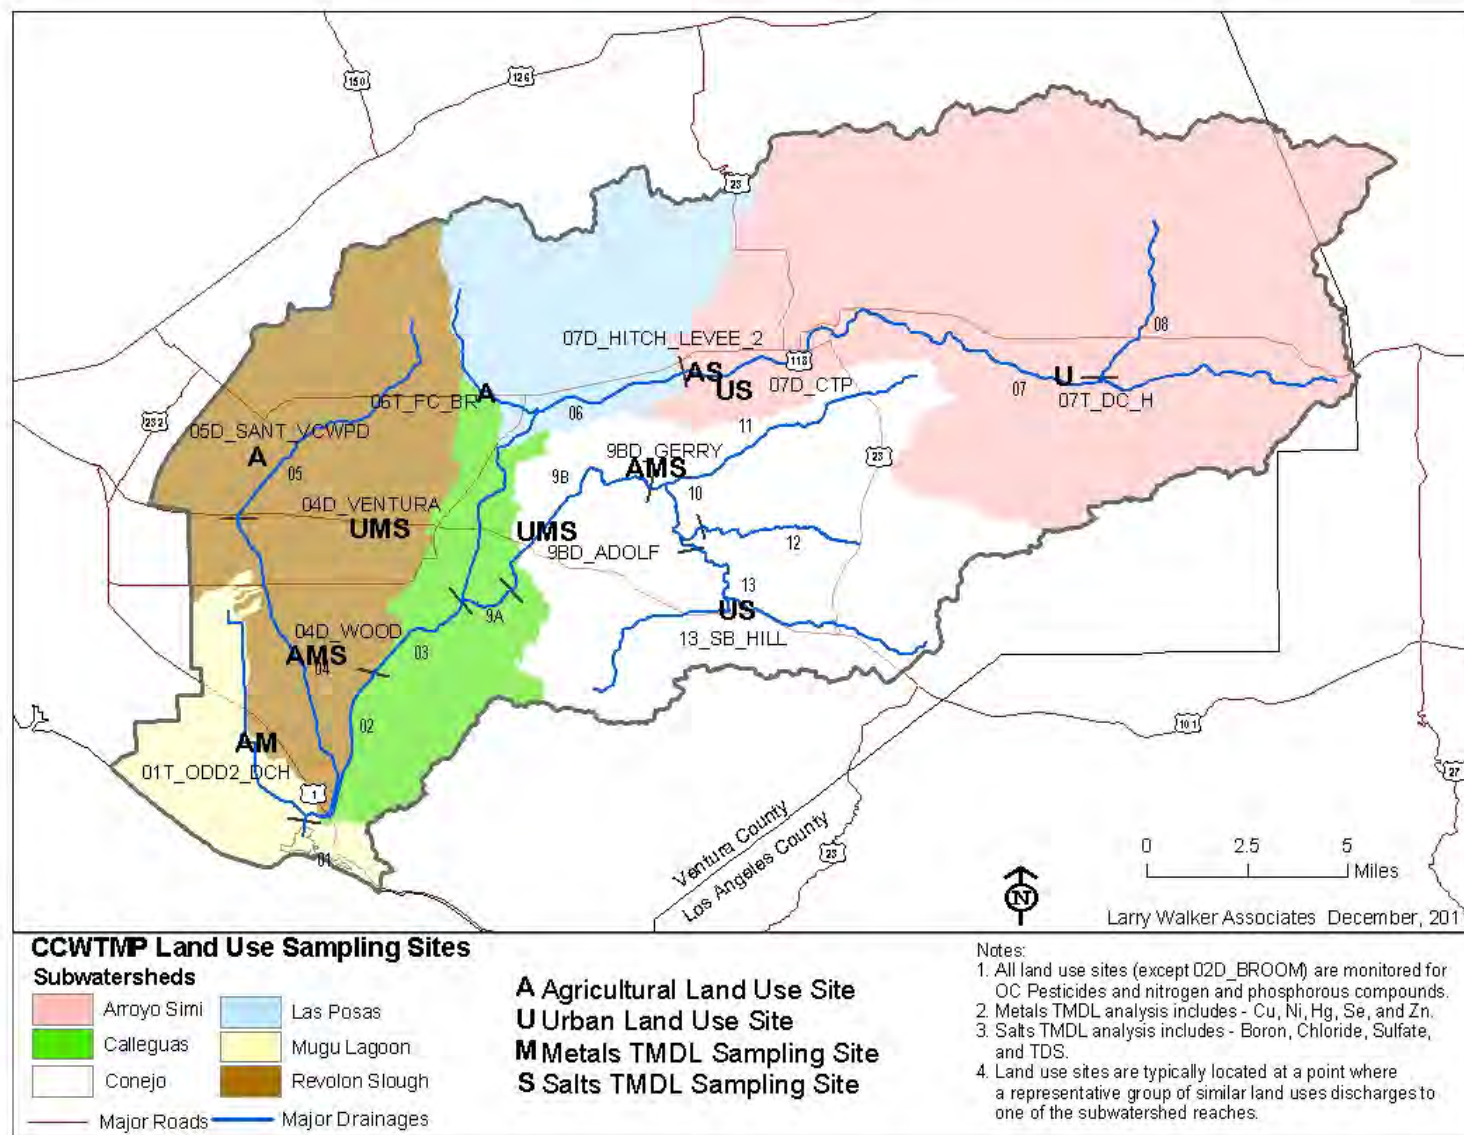 150
126
23
07D_HITCH_LEVEE_2
118
08
AS
US
07D_CTP
07
U
07T_DC_H
06T_FC_BR
A
06
232
05D_SANT_VCWPD
A
05
11
23
9BD_GERRY
AMS
9B
10
04D_VENTURA
UMS
UMS
9BD_ADOLF
12
13
US
13_SB_HILL
9A
04D_WOOD
AMS
04
03
02
AM
01T_ODD2_DCH
1
01
101
27
23
Ventura County
Los Angeles County
0 2.5 5
Miles
N
Larry Walker Associates December, 201
CCWTMP Land Use Sampling Sites
Subwatersheds
Arroyo Simi
Las Posas
Calleguas
Mugu Lagoon
Conejo
Revolon Slough
Major Roads
Major Drainages
A Agricultural Land Use Site
U Urban Land Use Site
M Metals TMDL Sampling Site
S Salts TMDL Sampling Site
Notes:
1. All land use sites (except 02D_BROOM) are monitored for
OC Pesticides and nitrogen and phosphorous compounds.
2. Metals TMDL analysis includes - Cu, Ni, Hg, Se, and Zn.
3. Salts TMDL analysis includes - Boron, Chloride, Sulfate,
and TDS.
4. Land use sites are typically located at a point where
a representative group of similar land uses discharges to
one of the subwatershed reaches.